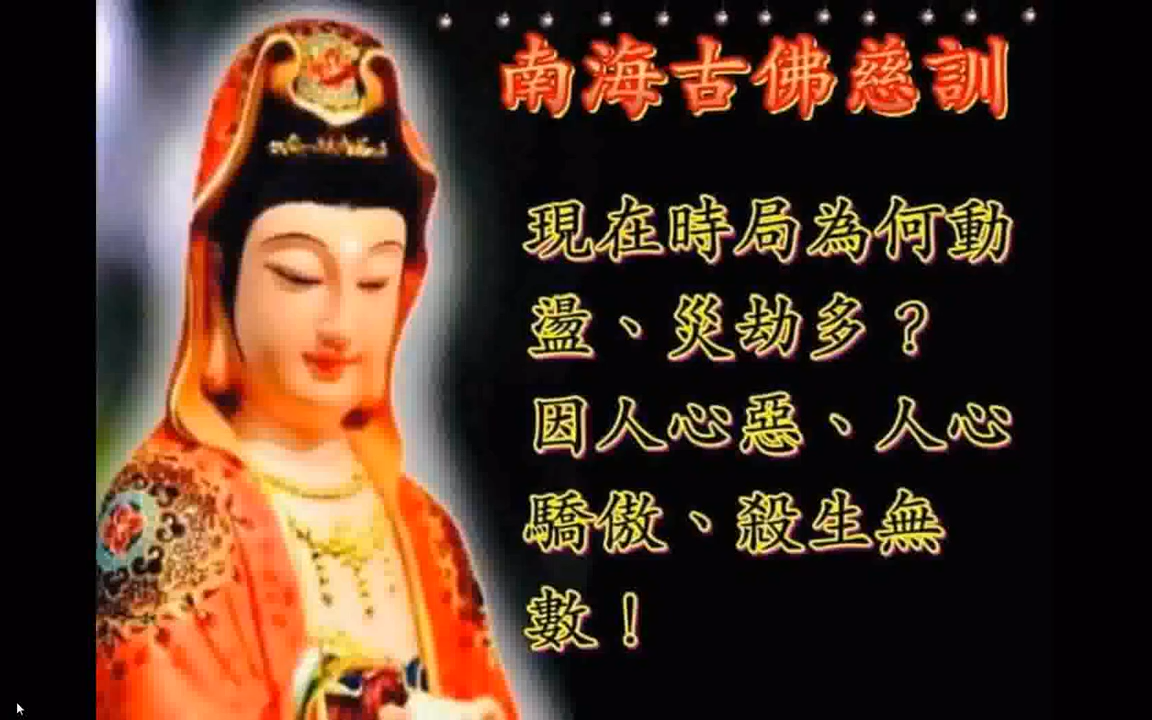 南海古佛慈訓
現在時局為何動
盪、災劫多？
因人心惡、人心
驕傲、殺生無
數！